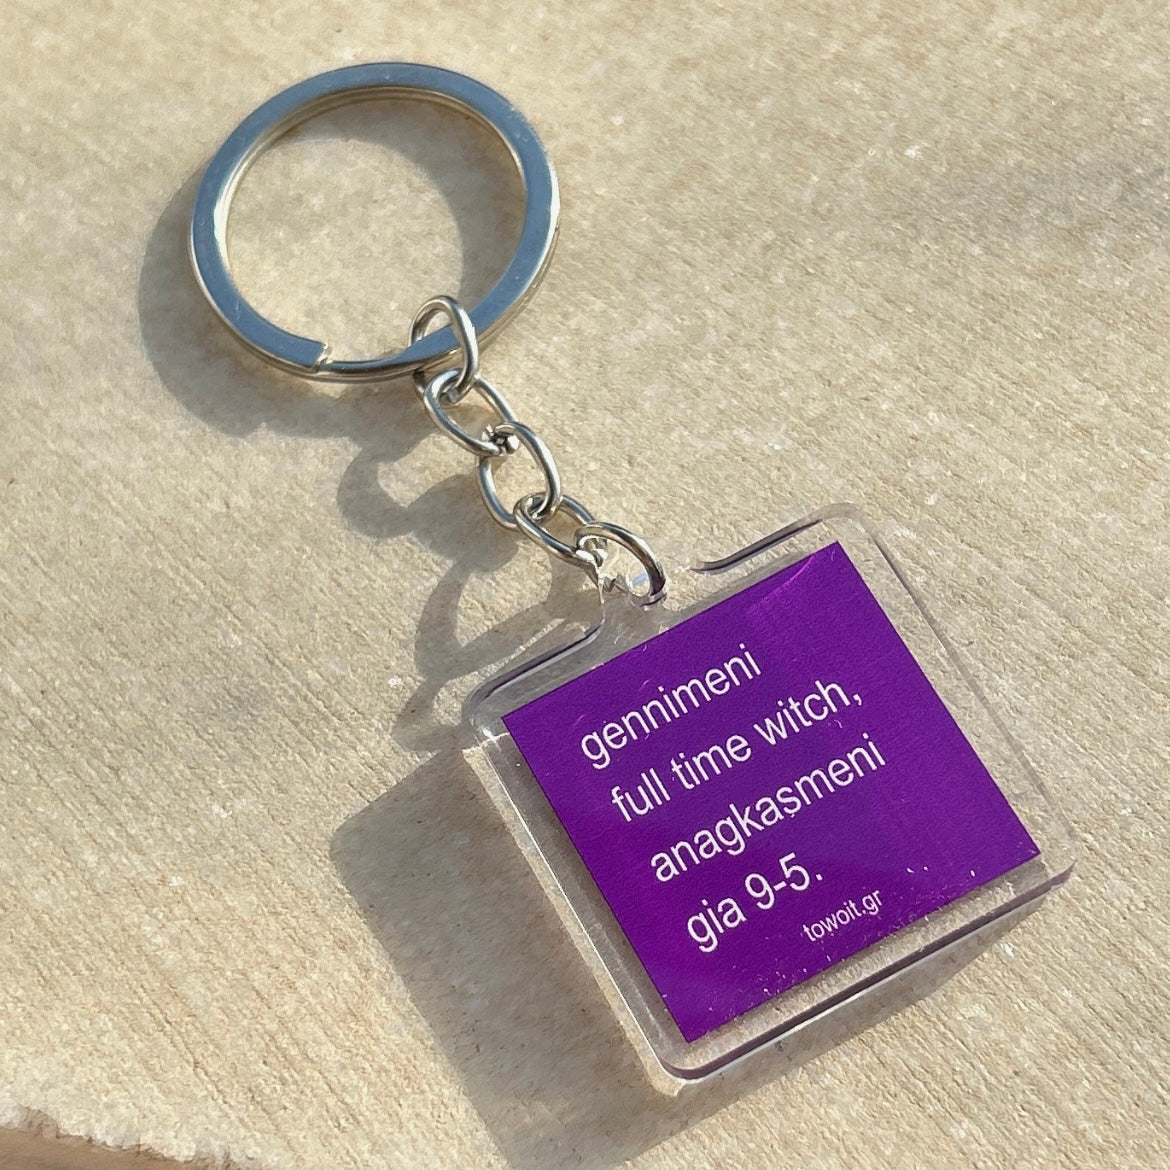 gennimeni
full time witch,
anagkasmeni
gia 9-5.
towoit.gr